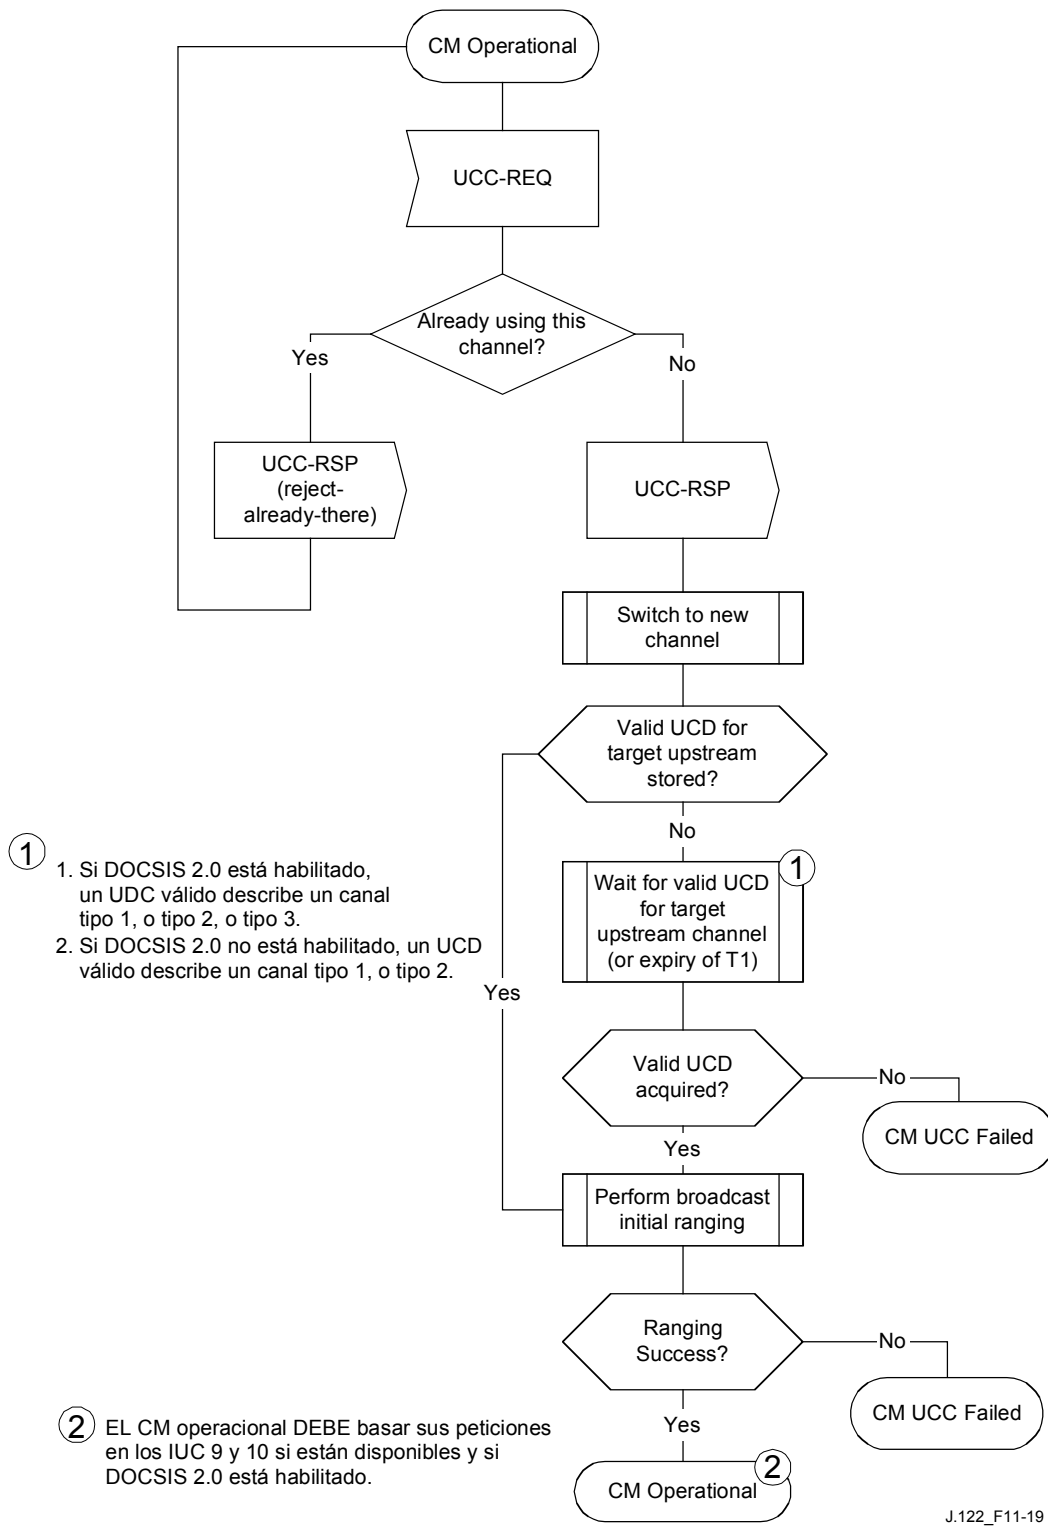 CM Operational
UCC-REQ
Already using this
channel?
Yes
No
UCC-RSP
(reject-
already-there)
UCC-RSP
Switch to new
channel
Valid UCD for
target upstream
stored?
No
1
1. Si DOCSIS 2.0 está habilitado,
un UDC válido describe un canal
tipo 1, o tipo 2, o tipo 3.
2. Si DOCSIS 2.0 no está habilitado, un UCD
válido describe un canal tipo 1, o tipo 2.
1
Wait for valid UCD
for target
upstream channel
(or expiry of T1)
Yes
Valid UCD
acquired?
No
CM UCC Failed
Yes
Perform broadcast
initial ranging
Ranging
Success?
No
CM UCC Failed
Yes
2
EL CM operacional DEBE basar sus peticiones
en los IUC 9 y 10 si están disponibles y si
DOCSIS 2.0 está habilitado.
2
CM Operational
J.122_F11-19